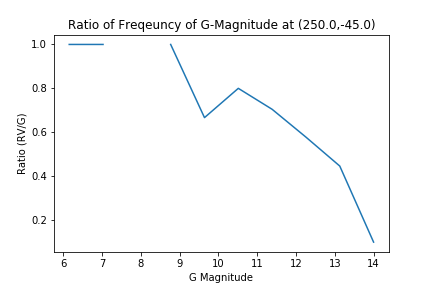 Ratio of Freqeuncy of G-Magnitude at (250.0,-45.0)
1.0
0.8
0.6
0.4
0.2
Ratio (RV/G)
6 7 8 9 10 11 12 13 14
G Magnitude